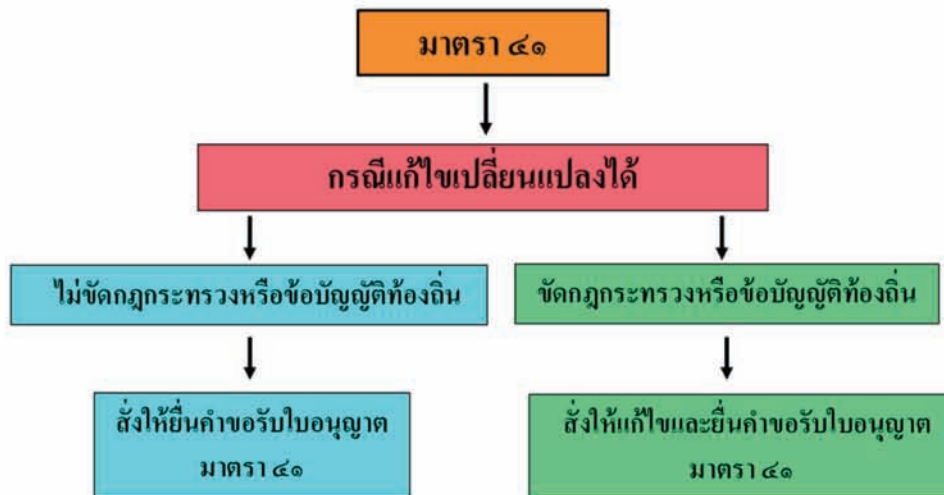 มาตรา ๔๑
กรณีแก้ไขเปลี่ยนแปลงได้
ไม่ขัดกฎกระทรวงหรือข้อบัญญัติท้องถิ่น
ขัดกฎกระทรวงหรือข้อบัญญัติท้องถิ่น
สั่งให้ยื่นคำขอรับใบอนุญาต
มาตรา ๔๑
สั่งให้แก้ไขและยื่นคำขอรับใบอนุญาต
มาตรา ๔๑